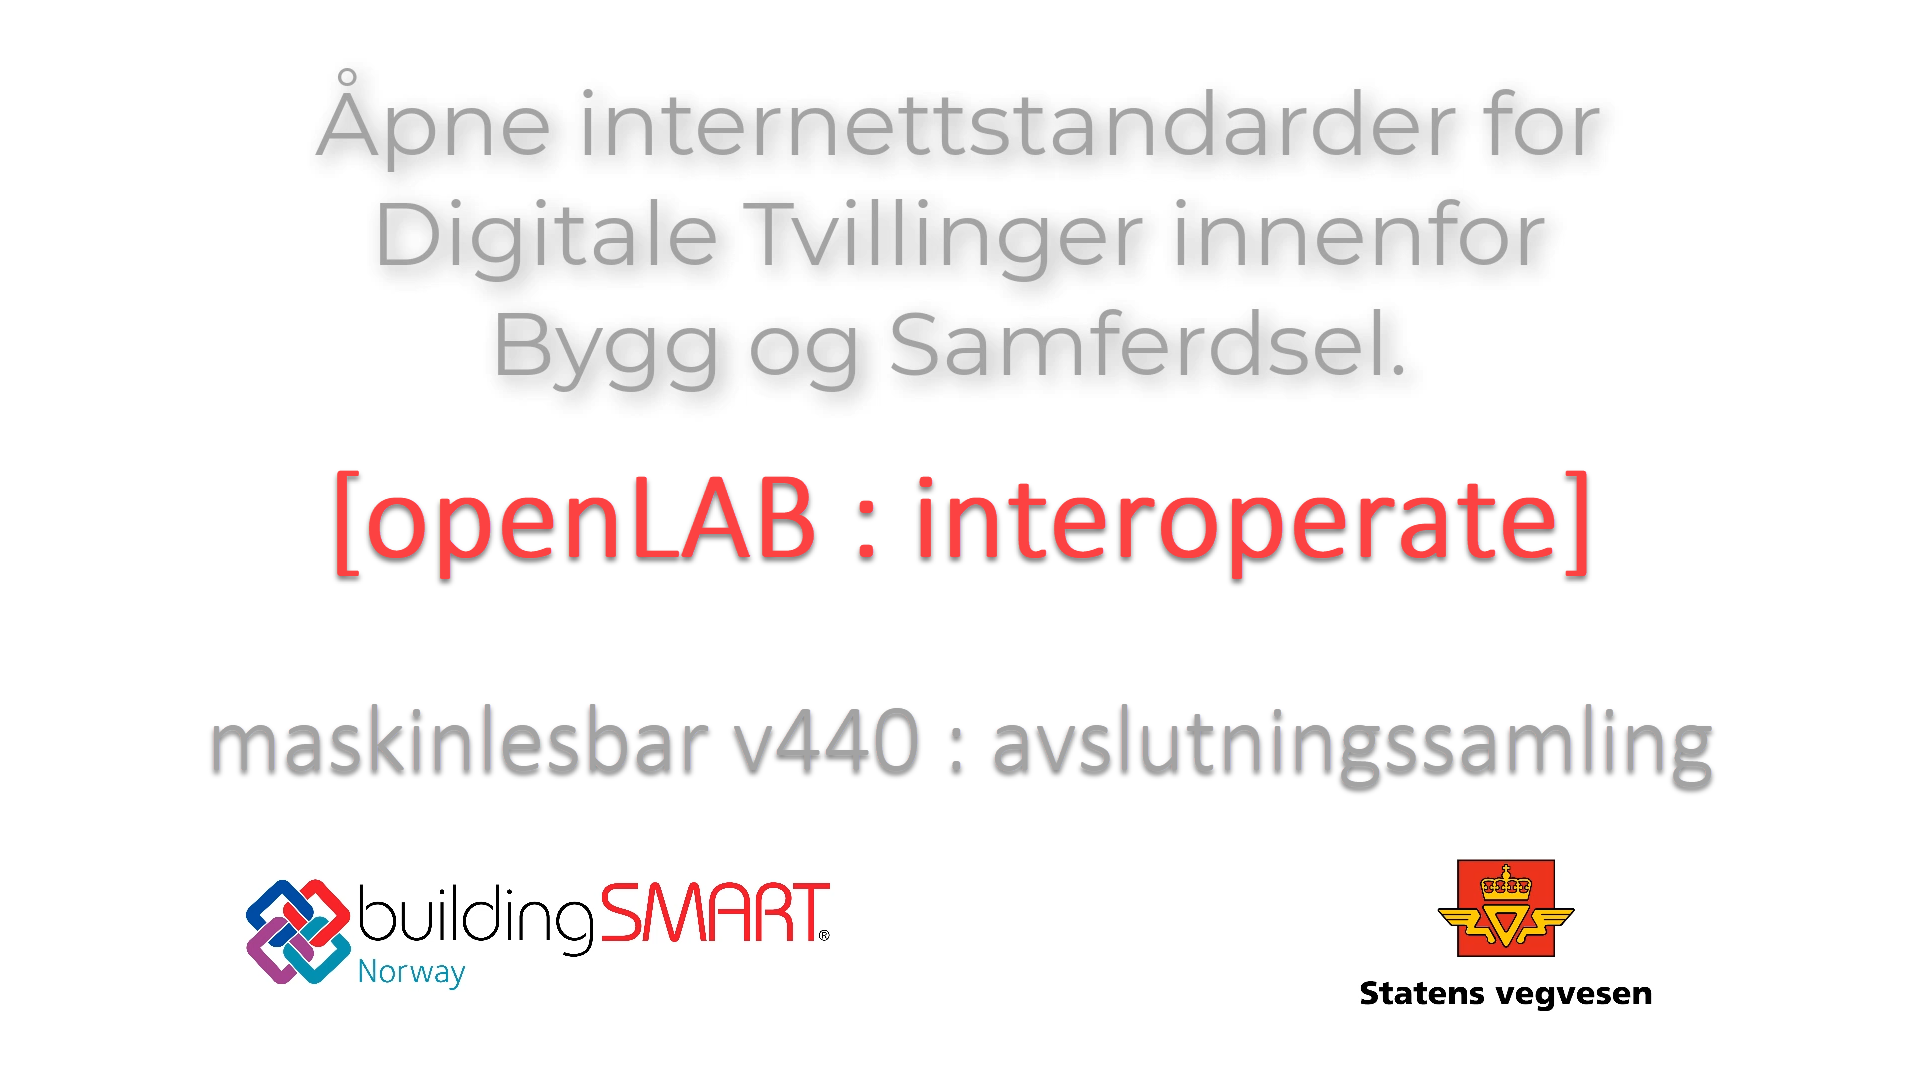 Åpne internettstandarder for
Digitale Tvillinger innenfor
Bygg og Samferdsel.
[openLAB : interoperate]
maskinlesbar v440 : avslutningssamling
buildingSMART®
Norway
Statens vegvesen